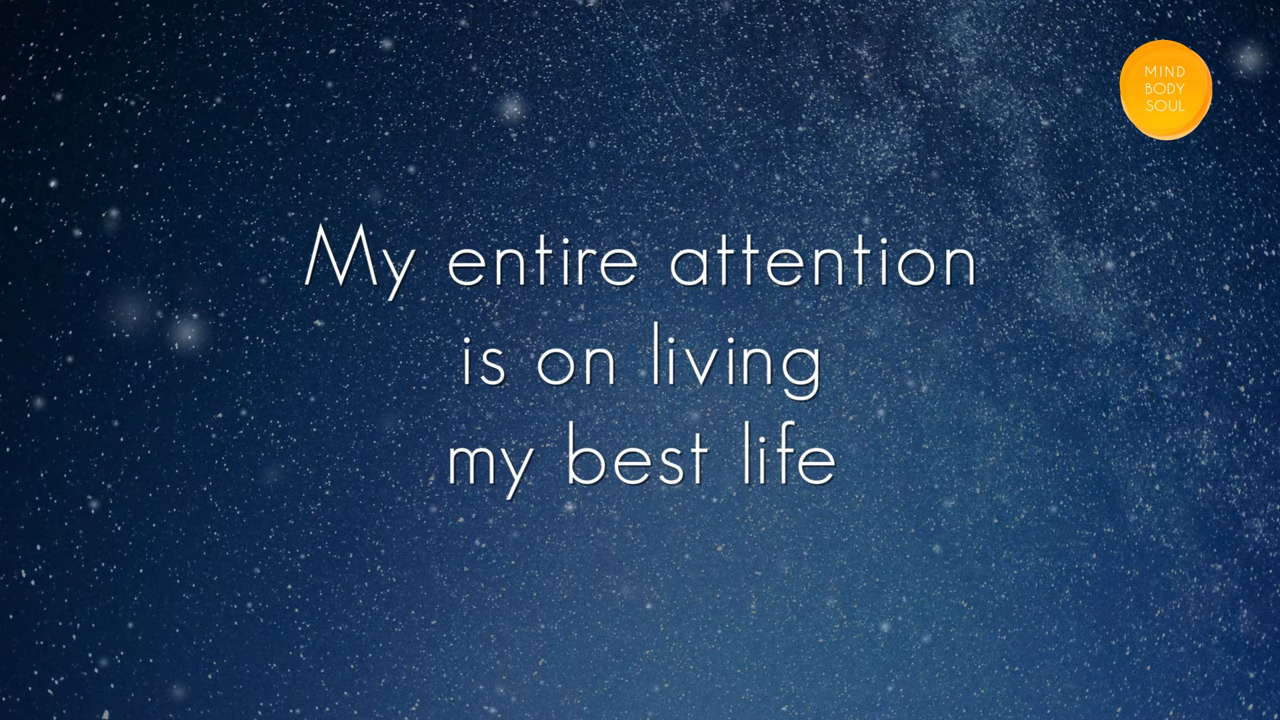 MIND
BODY
SOUL
My entire attention
is on living
my best life